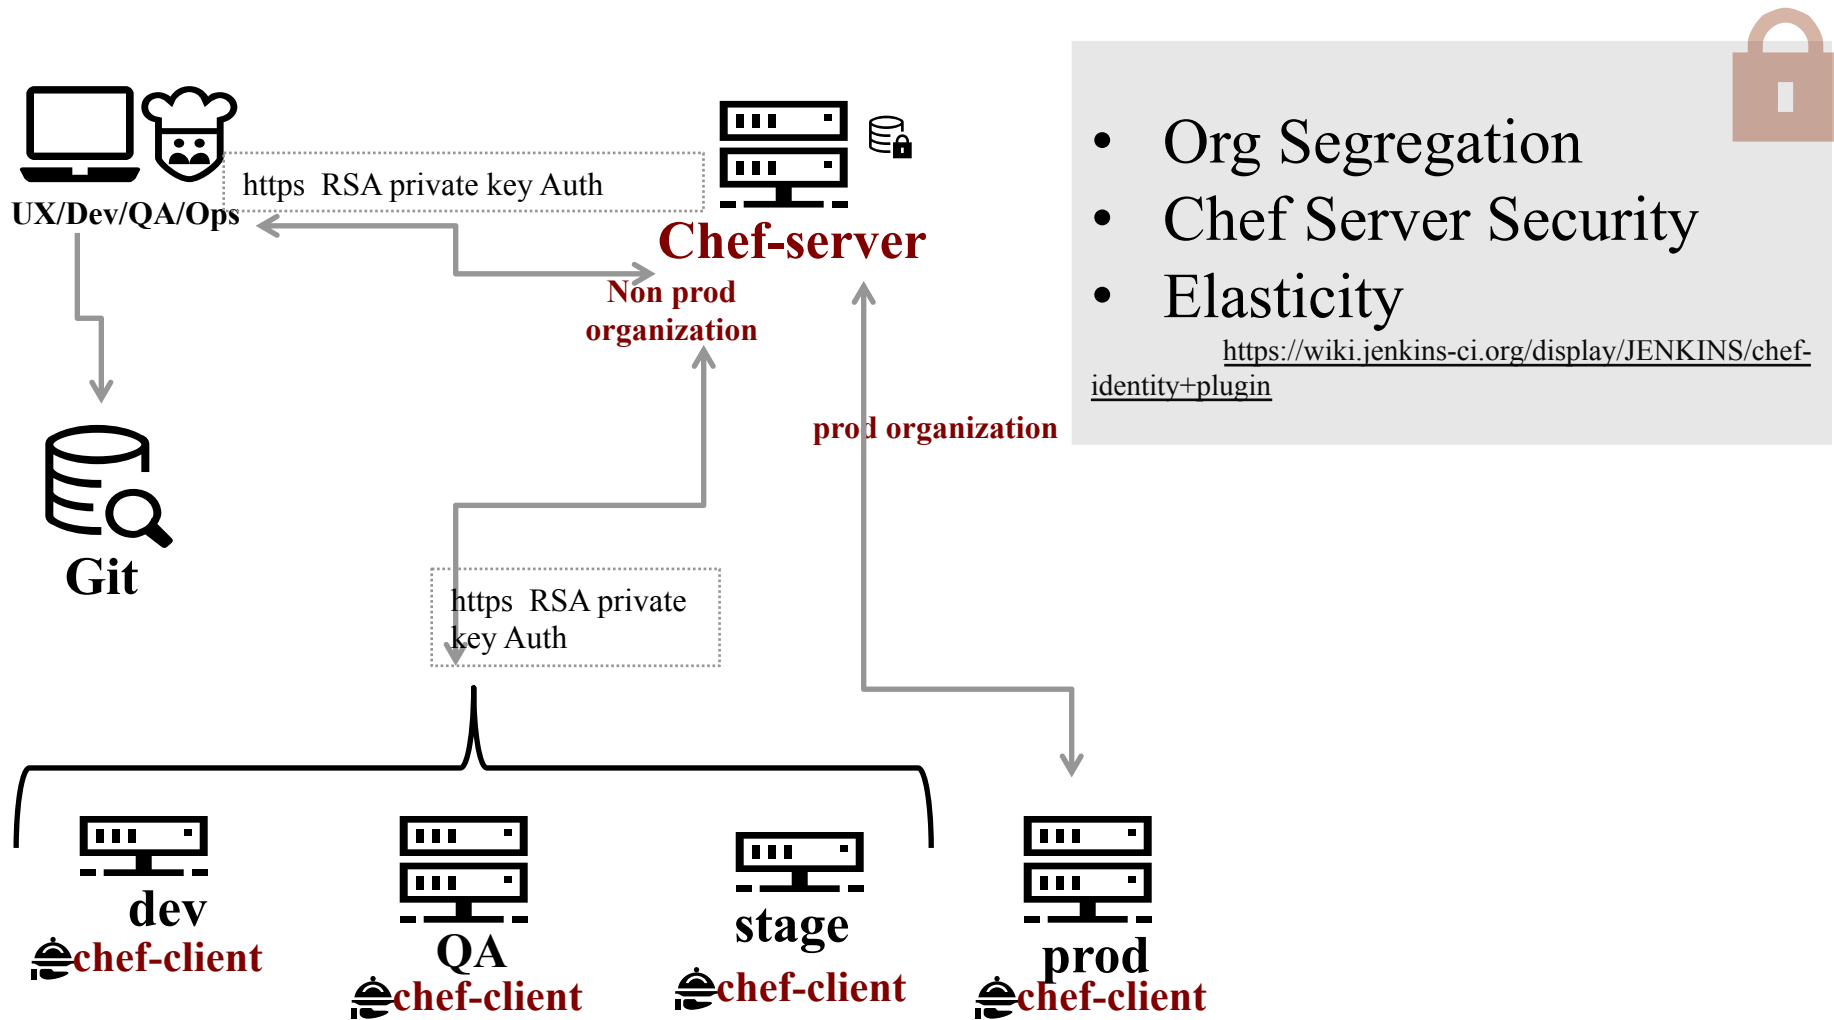 UX/Dev/QA/Ops
https  RSA private key Auth
Chef-server
Non prod
organization
prod organization
• Org Segregation
• Chef Server Security
• Elasticity
https://wiki.jenkins-ci.org/display/JENKINS/chef-
identity+plugin
Git
https  RSA private
key Auth
dev
chef-client
QA
chef-client
stage
chef-client
prod
chef-client